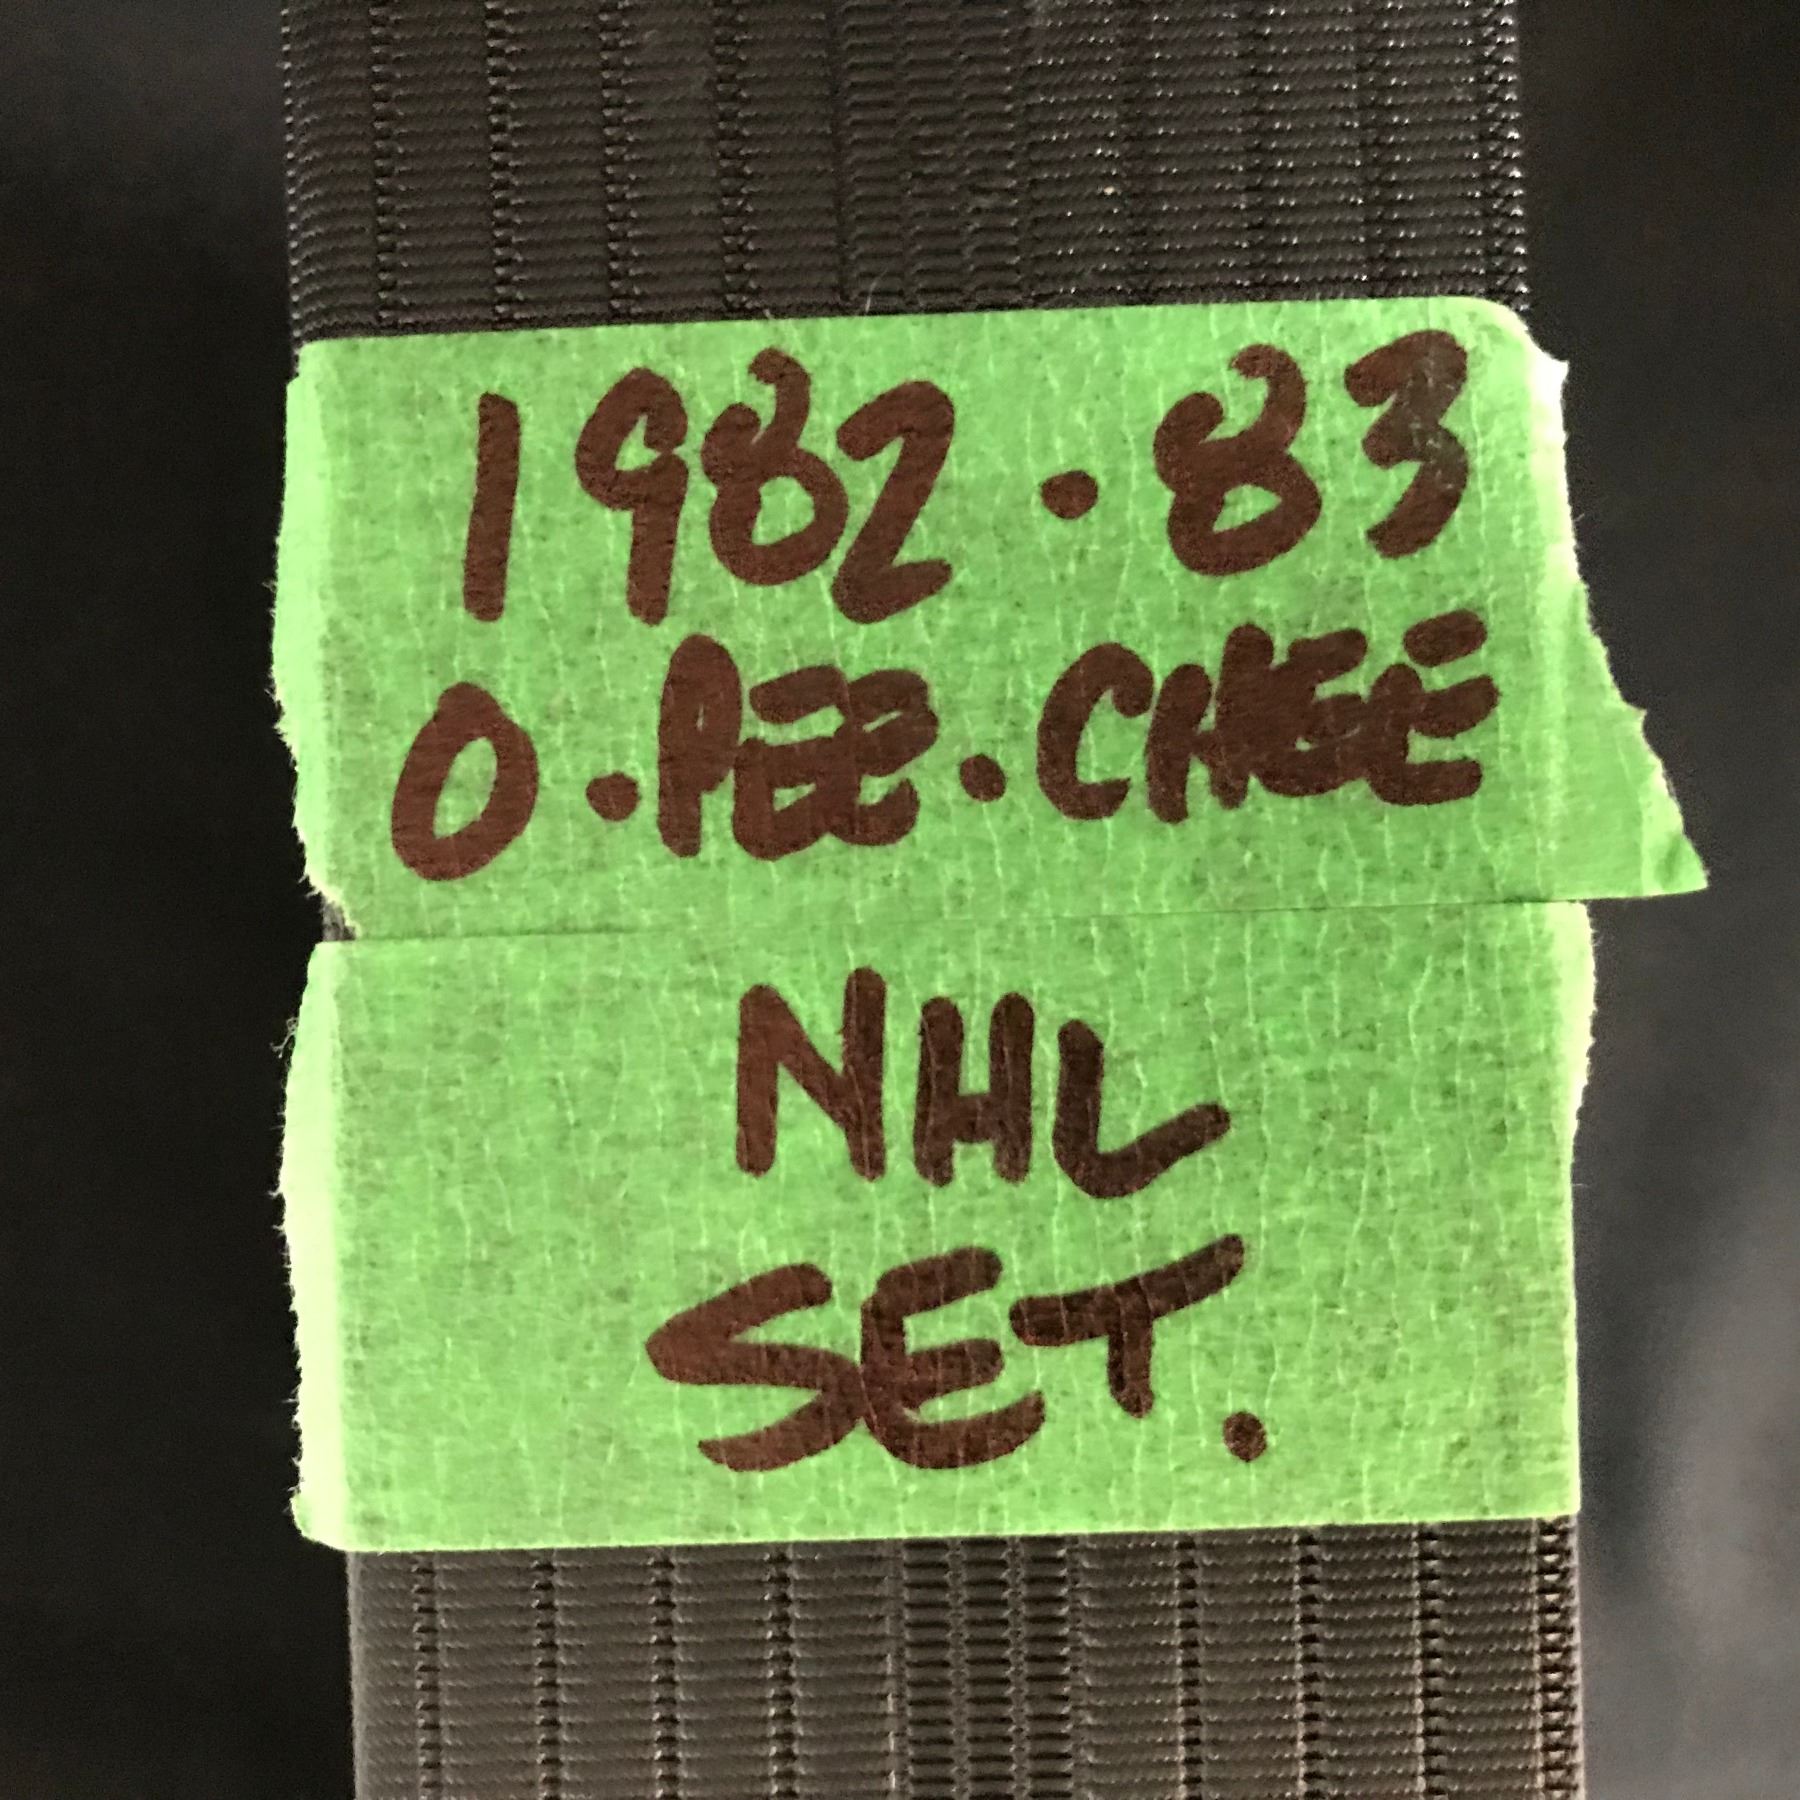 1982·83
O·PEE·CHEE
NHL
SET.